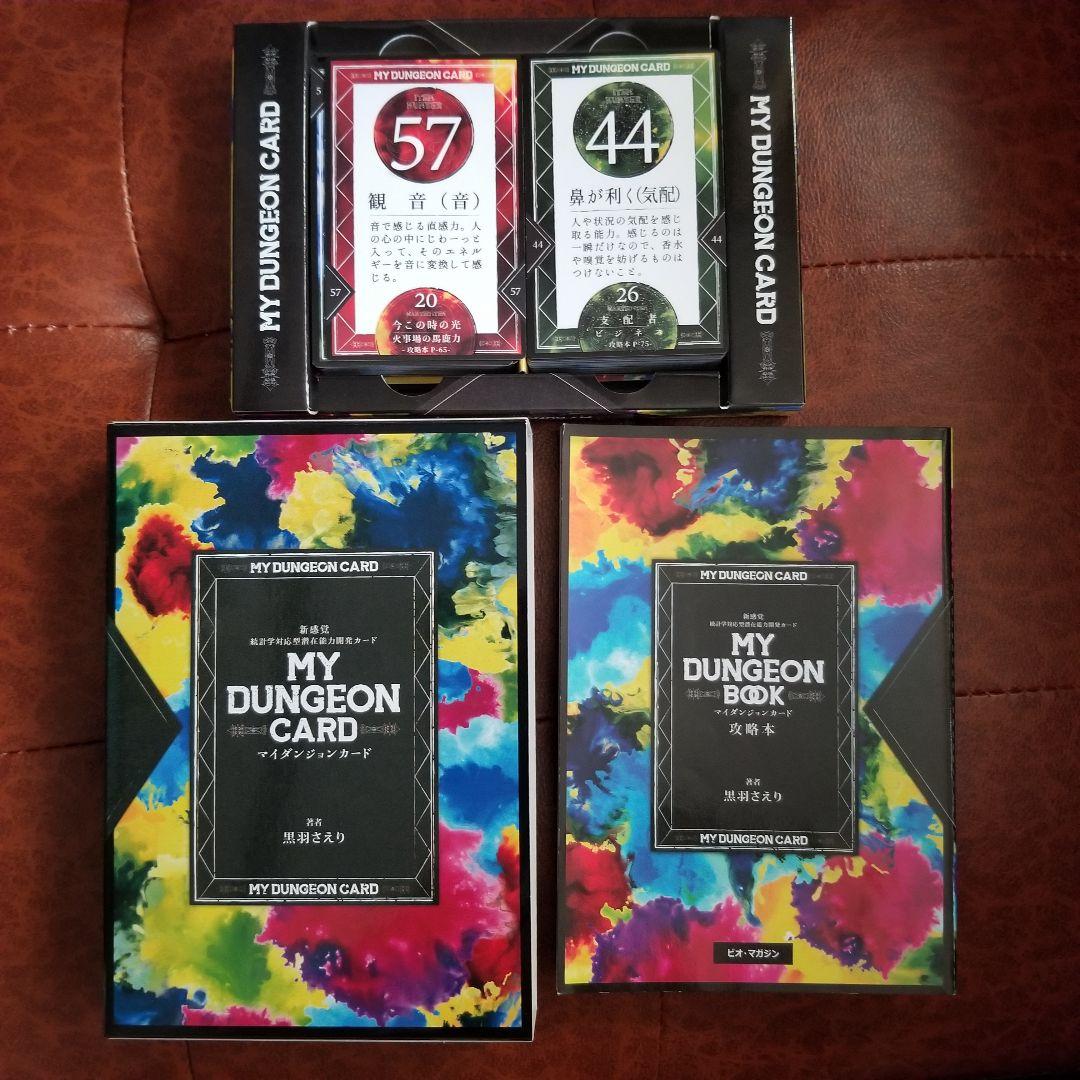 MY DUNGEON CARD
5
MY DUNGEON CARD
ITEM
NUMBER
57
観 音（音）
音で感じる直感力。人
の心の中にじわーっと
入って、そのエネル
ギーを音に変換して感
じる。
57
57
20
今この時の光
火事場の馬鹿力
-攻略本 P-65-
MY DUNGEON CARD
ITEM
NUMBER
44
鼻が利く(気配)
人や状況の気配を感じ
取る能力。感じるのは
一瞬だけなので、香水
や嗅覚を妨げるものは
つけないこと。
44
44
26
支・配・者
ビジネス
-攻略本 P-75-
MY DUNGEON CARD
MY DUNGEON CARD
新感覚
統計学対応型潜在能力開発カード
MY
DUNGEON
CARD
マイダンジョンカード
著者
黒羽さえり
MY DUNGEON CARD
MY DUNGEON CARD
新感覚
統計学対応型潜在能力開発カード
MY
DUNGEON
BOOK
マイダンジョンカード
攻略本
著者
黒羽さえり
MY DUNGEON CARD
ビオ・マガジン